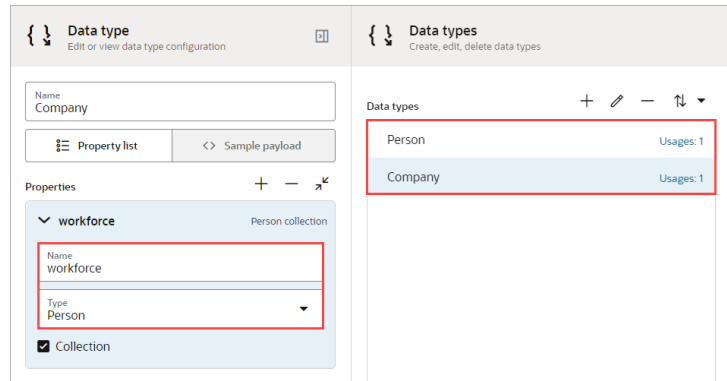 Data type
Edit or view data type configuration
Name
Company
Property list
Sample payload
Properties
workforce
Person collection
Name
workforce
Type
Person
Collection
Data types
Create, edit, delete data types
Data types
Person
Usages: 1
Company
Usages: 1